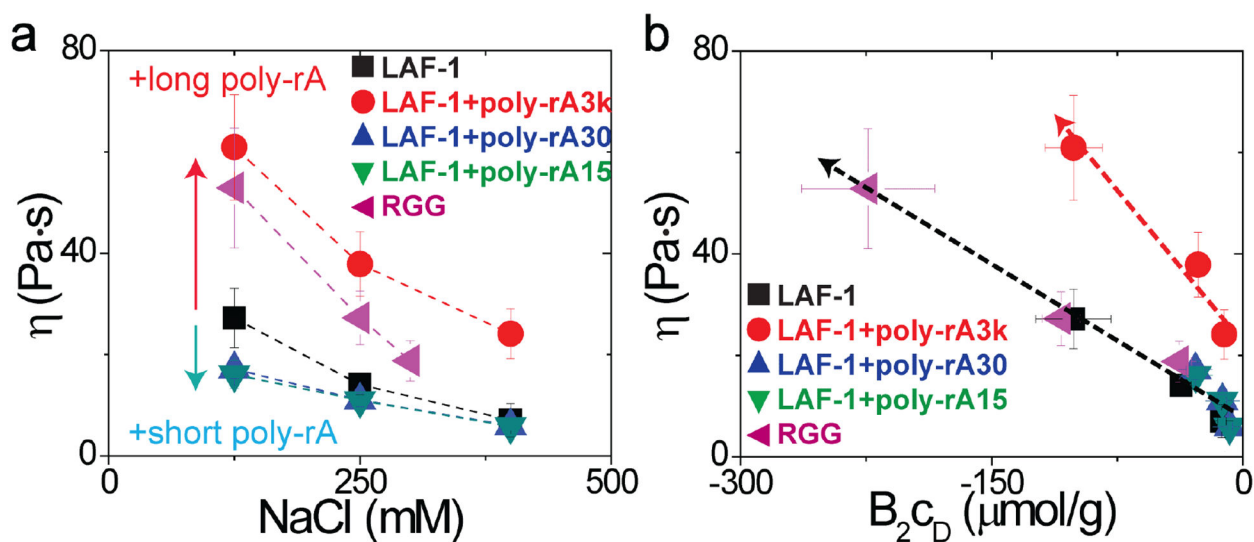 a
80
40
0
η (Pa·s)
+long poly-rA
LAF-1
LAF-1+poly-rA3k
LAF-1+poly-rA30
LAF-1+poly-rA15
RGG
+short poly-rA
0
250
500
NaCl (mM)
b
80
40
0
η (Pa·s)
LAF-1
LAF-1+poly-rA3k
LAF-1+poly-rA30
LAF-1+poly-rA15
RGG
-300
-150
0
B₂c_D (μmol/g)